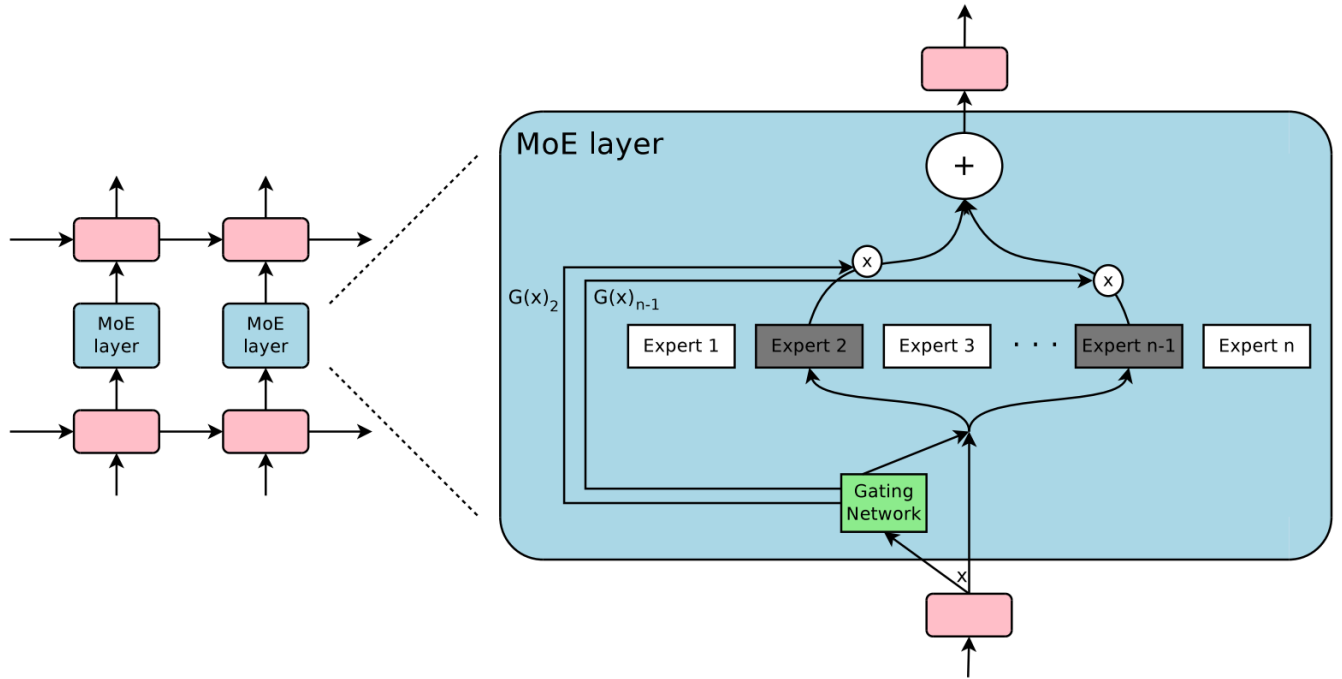 MoE layer
+
x
x
G(x)₂
G(x)ₙ₋₁
MoE
layer
MoE
layer
Expert 1
Expert 2
Expert 3
. . .
Expert n-1
Expert n
Gating
Network
x